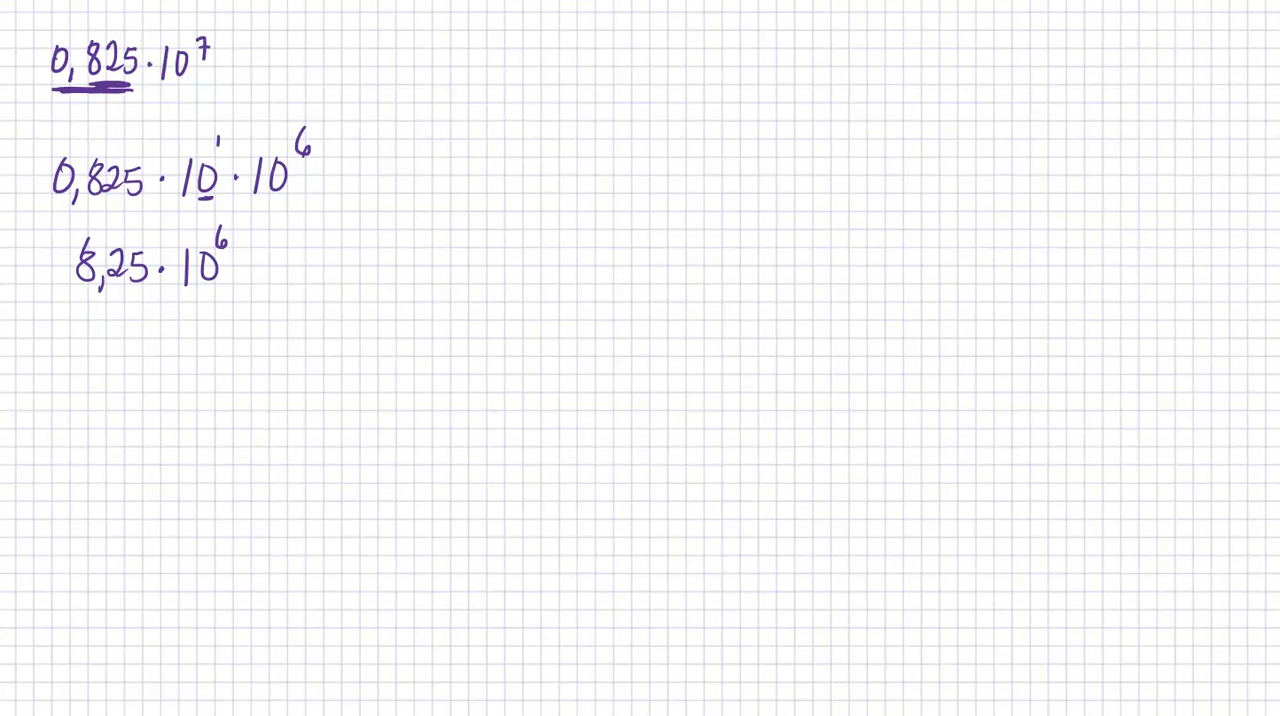 0,825 · 10⁷
0,825 · 10¹ · 10⁶
8,25 · 10⁶